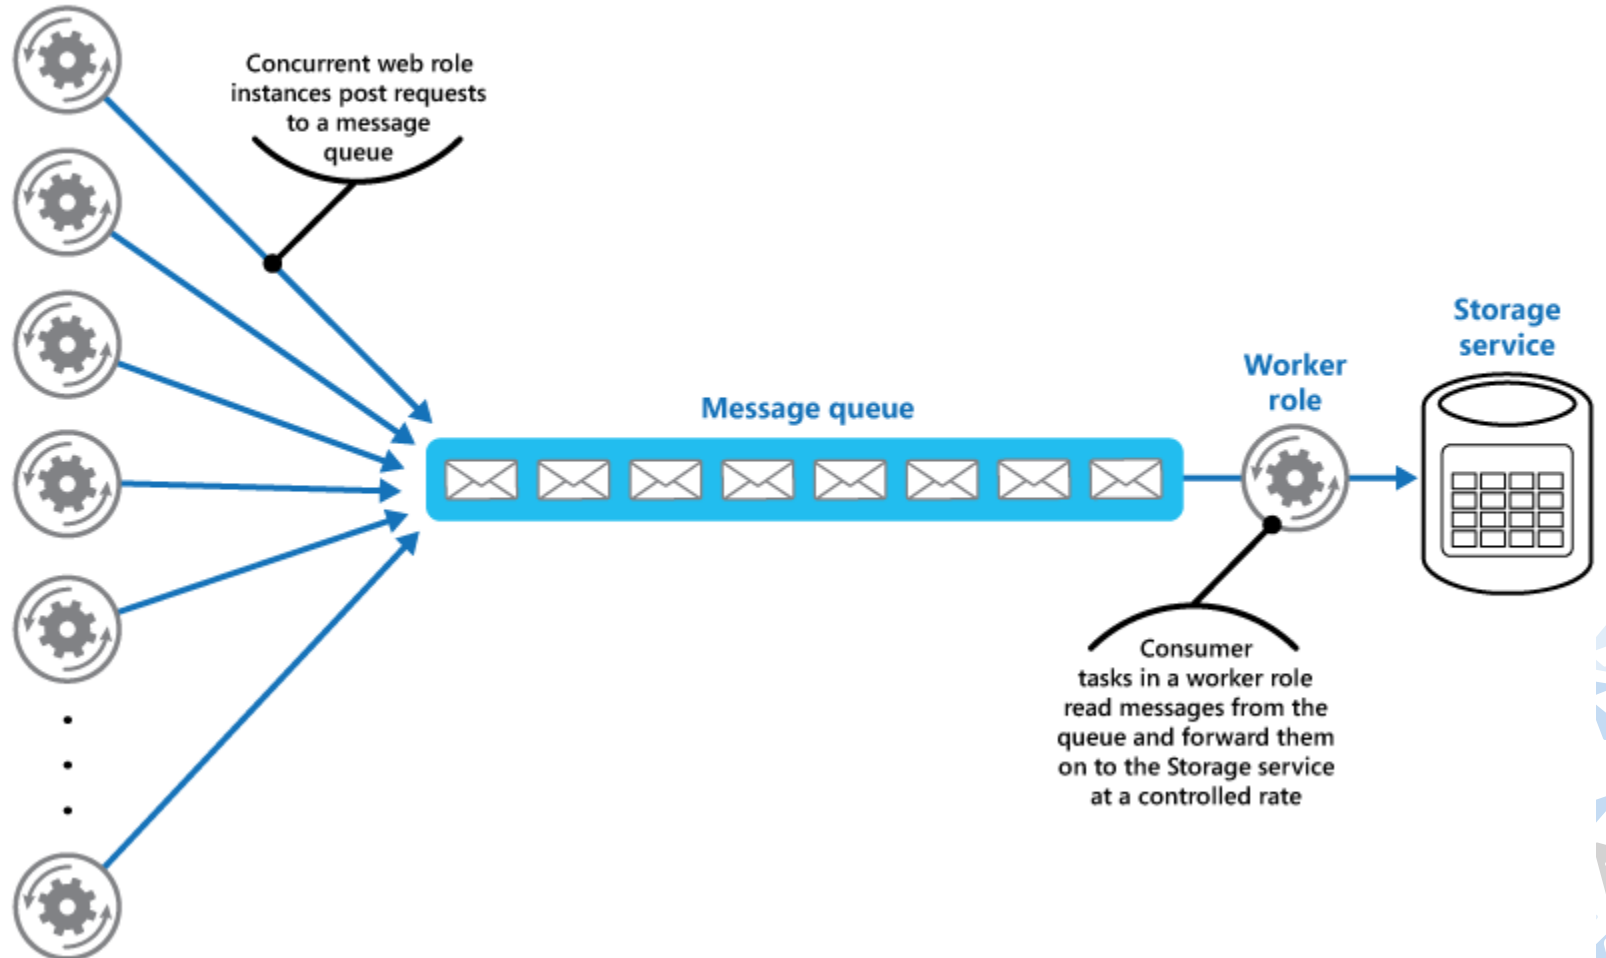 Concurrent web role
instances post requests
to a message
queue
Message queue
Worker
role
Storage
service
Consumer
tasks in a worker role
read messages from the
queue and forward them
on to the Storage service
at a controlled rate